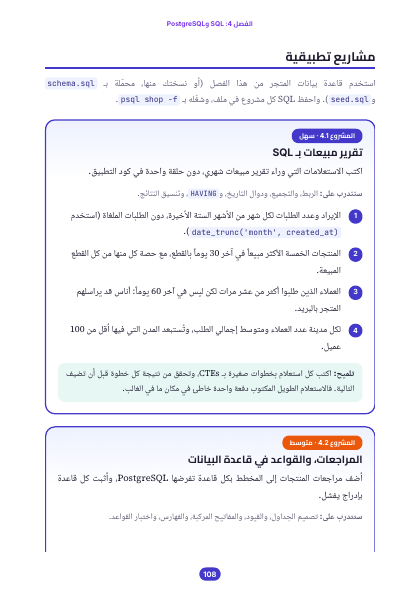 الفصل 4: SQL وPostgreSQL
مشاريع تطبيقية
استخدم قاعدة بيانات المتجر من هذا الفصل (أو نسختك منها، محمّلة بـ schema.sql
و seed.sql). واحفظ SQL كل مشروع في ملف، وشغّله بـ psql shop -f.
المشروع 4.1 · سهل
تقرير مبيعات بـ SQL
اكتب الاستعلامات التي وراء تقرير مبيعات شهري، دون حلقة واحدة في كود التطبيق.
ستتدرب على: الربط، والتجميع، ودوال التاريخ، و HAVING، وتنسيق النتائج.
1 الإيراد وعدد الطلبات لكل شهر من الأشهر الستة الأخيرة، دون الطلبات الملغاة (استخدم
date_trunc('month', created_at)).
2 المنتجات الخمسة الأكثر مبيعاً في آخر 30 يوماً بالقطع، مع حصة كل منها من كل القطع
المبيعة.
3 العملاء الذين طلبوا أكثر من عشر مرات لكن ليس في آخر 60 يوماً: أناس قد يراسلهم
المتجر بالبريد.
4 لكل مدينة عدد العملاء ومتوسط إجمالي الطلب، وتُستبعد المدن التي فيها أقل من 100
عميل.
تلميح: اكتب كل استعلام بخطوات صغيرة بـ CTEs، وتحقق من نتيجة كل خطوة قبل أن تضيف
التالية. فالاستعلام الطويل المكتوب دفعة واحدة خاطئ في مكان ما في الغالب.
المشروع 4.2 · متوسط
المراجعات، والقواعد في قاعدة البيانات
أضف مراجعات المنتجات إلى المخطط بكل قاعدة تفرضها PostgreSQL، وأثبت كل قاعدة
بإدراج يفشل.
ستتدرب على: تصميم الجداول، والقيود، والمفاتيح المركبة، والفهارس، واختبار القواعد.
108